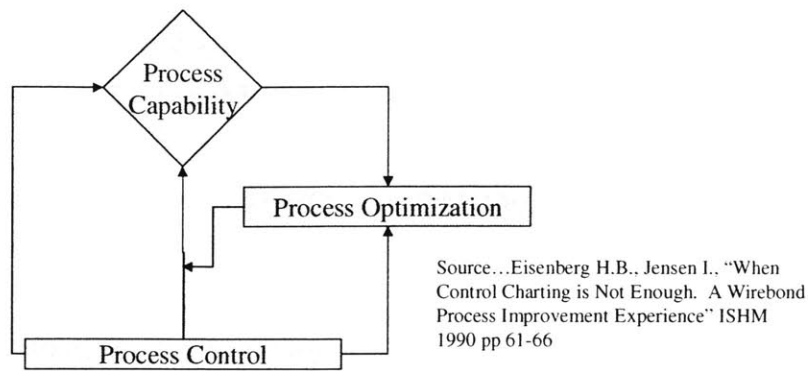 Process
Capability
Process Optimization
Source...Eisenberg H.B., Jensen I., “When
Control Charting is Not Enough.  A Wirebond
Process Improvement Experience” ISHM
1990 pp 61-66
Process Control